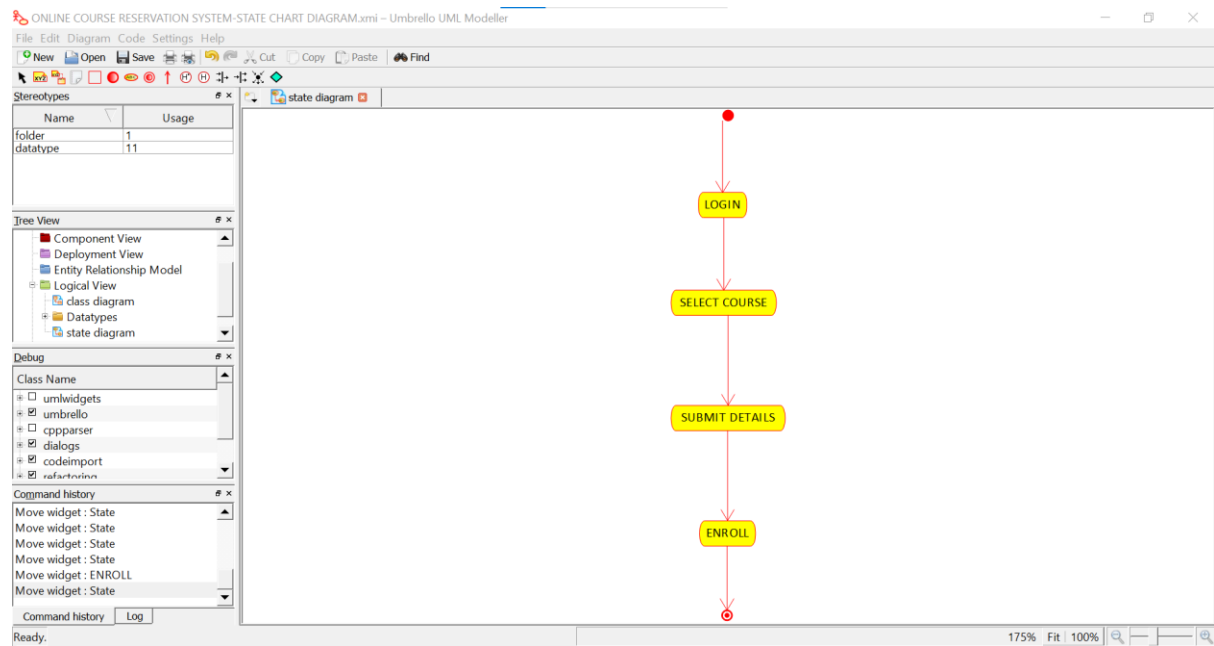 ONLINE COURSE RESERVATION SYSTEM-STATE CHART DIAGRAM.xmi – Umbrello UML Modeller
File Edit Diagram Code Settings Help
New Open Save Cut Copy Paste Find
Stereotypes
Name Usage
folder 1
datatype 11
Tree View
Component View
Deployment View
Entity Relationship Model
Logical View
class diagram
Datatypes
state diagram
Debug
Class Name
umlwidgets
umbrello
cppparser
dialogs
codeimport
refactoring
Command history
Move widget : State
Move widget : State
Move widget : State
Move widget : State
Move widget : ENROLL
Move widget : State
Command history Log
Ready.
state diagram
LOGIN
SELECT COURSE
SUBMIT DETAILS
ENROLL
175% Fit 100%